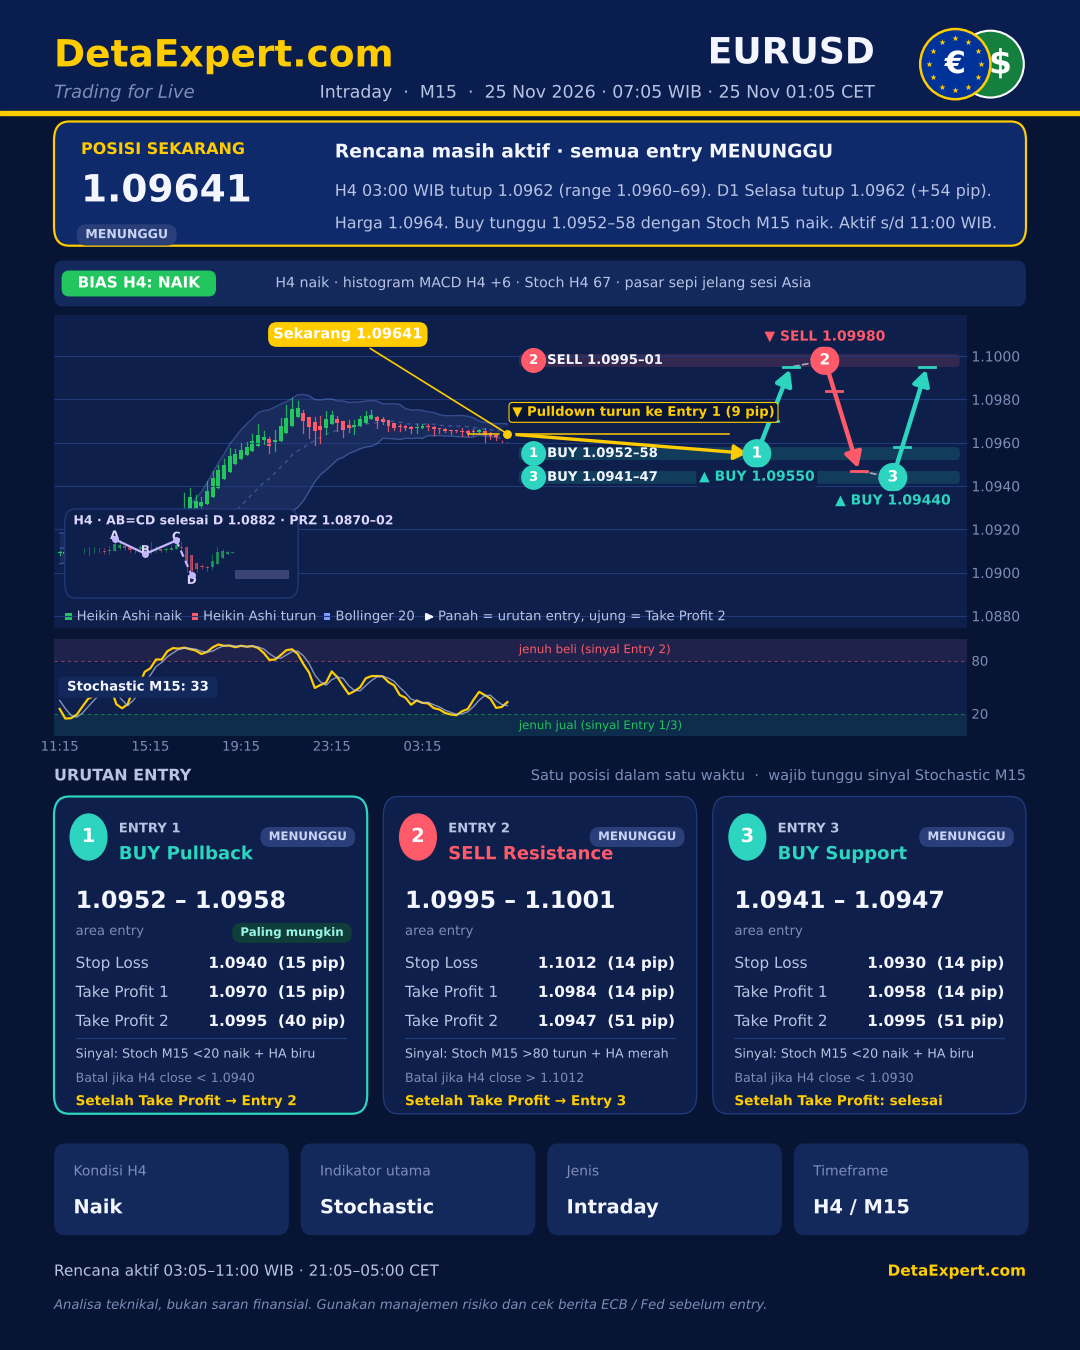 DetaExpert.com
EURUSD
Trading for Live
Intraday · M15 · 25 Nov 2026 · 07:05 WIB · 25 Nov 01:05 CET
€ $
POSISI SEKARANG
1.09641
MENUNGGU
Rencana masih aktif · semua entry MENUNGGU
H4 03:00 WIB tutup 1.0962 (range 1.0960–69). D1 Selasa tutup 1.0962 (+54 pip).
Harga 1.0964. Buy tunggu 1.0952–58 dengan Stoch M15 naik. Aktif s/d 11:00 WIB.
BIAS H4: NAIK
H4 naik · histogram MACD H4 +6 · Stoch H4 67 · pasar sepi jelang sesi Asia
Sekarang 1.09641
▼ SELL 1.09980
2 SELL 1.0995–01
2
▼ Pulldown turun ke Entry 1 (9 pip)
1 BUY 1.0952–58
1
3 BUY 1.0941–47
▲ BUY 1.09550
3
▲ BUY 1.09440
1.1000
1.0980
1.0960
1.0940
1.0920
1.0900
1.0880
H4 · AB=CD selesai D 1.0882 · PRZ 1.0870–02
A
B
C
D
Heikin Ashi naik Heikin Ashi turun Bollinger 20 Panah = urutan entry, ujung = Take Profit 2
jenuh beli (sinyal Entry 2)
80
Stochastic M15: 33
20
jenuh jual (sinyal Entry 1/3)
11:15 15:15 19:15 23:15 03:15
URUTAN ENTRY
Satu posisi dalam satu waktu · wajib tunggu sinyal Stochastic M15
1
ENTRY 1
MENUNGGU
BUY Pullback
1.0952 – 1.0958
area entry
Paling mungkin
Stop Loss 1.0940 (15 pip)
Take Profit 1 1.0970 (15 pip)
Take Profit 2 1.0995 (40 pip)
Sinyal: Stoch M15 <20 naik + HA biru
Batal jika H4 close < 1.0940
Setelah Take Profit → Entry 2
2
ENTRY 2
MENUNGGU
SELL Resistance
1.0995 – 1.1001
area entry
Stop Loss 1.1012 (14 pip)
Take Profit 1 1.0984 (14 pip)
Take Profit 2 1.0947 (51 pip)
Sinyal: Stoch M15 >80 turun + HA merah
Batal jika H4 close > 1.1012
Setelah Take Profit → Entry 3
3
ENTRY 3
MENUNGGU
BUY Support
1.0941 – 1.0947
area entry
Stop Loss 1.0930 (14 pip)
Take Profit 1 1.0958 (14 pip)
Take Profit 2 1.0995 (51 pip)
Sinyal: Stoch M15 <20 naik + HA biru
Batal jika H4 close < 1.0930
Setelah Take Profit: selesai
Kondisi H4
Naik
Indikator utama
Stochastic
Jenis
Intraday
Timeframe
H4 / M15
Rencana aktif 03:05–11:00 WIB · 21:05–05:00 CET
DetaExpert.com
Analisa teknikal, bukan saran finansial. Gunakan manajemen risiko dan cek berita ECB / Fed sebelum entry.